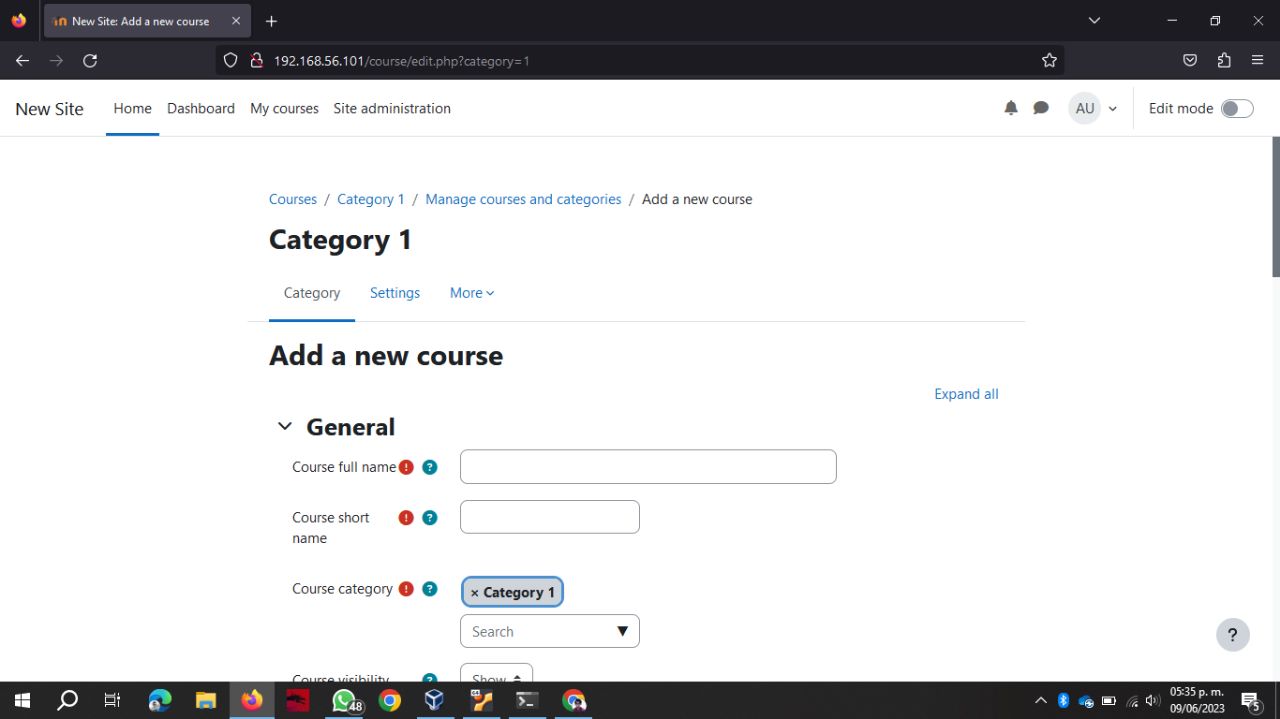 New Site: Add a new course
192.168.56.101/course/edit.php?category=1
New Site Home Dashboard My courses Site administration AU Edit mode
Courses / Category 1 / Manage courses and categories / Add a new course
Category 1
Category Settings More
Add a new course
Expand all
General
Course full name
Course short
name
Course category
× Category 1
Search
Course visibility Show
?
48
64
05:35 p. m.
09/06/2023
5